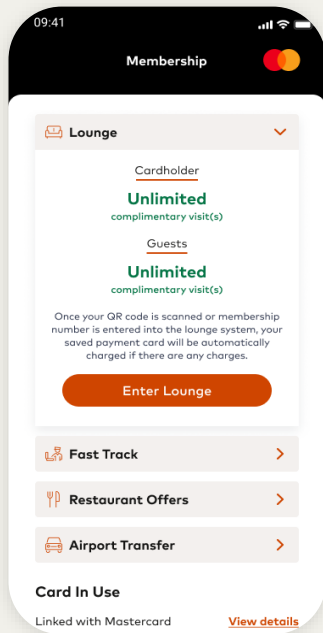 09:41
Membership
Lounge
Cardholder
Unlimited
complimentary visit(s)
Guests
Unlimited
complimentary visit(s)
Once your QR code is scanned or membership
number is entered into the lounge system, your
saved payment card will be automatically
charged if there are any charges.
Enter Lounge
Fast Track
Restaurant Offers
Airport Transfer
Card In Use
Linked with Mastercard View details